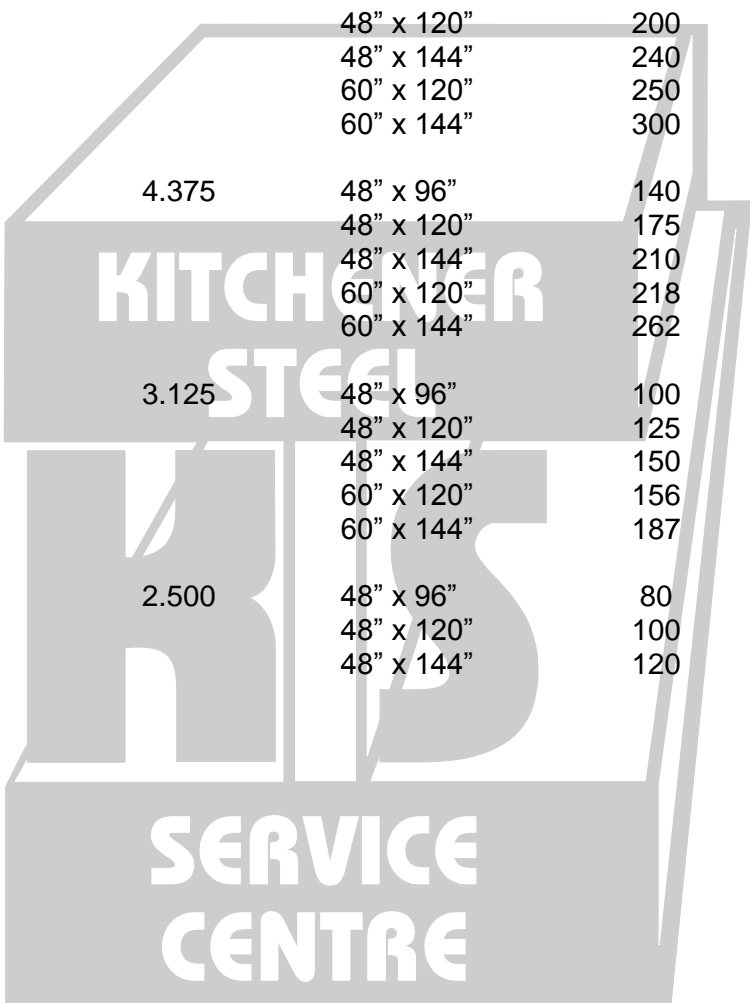 48” x 120” 200
48” x 144” 240
60” x 120” 250
60” x 144” 300
4.375 48” x 96” 140
48” x 120” 175
48” x 144” 210
60” x 120” 218
60” x 144” 262
3.125 48” x 96” 100
48” x 120” 125
48” x 144” 150
60” x 120” 156
60” x 144” 187
2.500 48” x 96” 80
48” x 120” 100
48” x 144” 120
KITCHENER
STEEL
KS
SERVICE
CENTRE